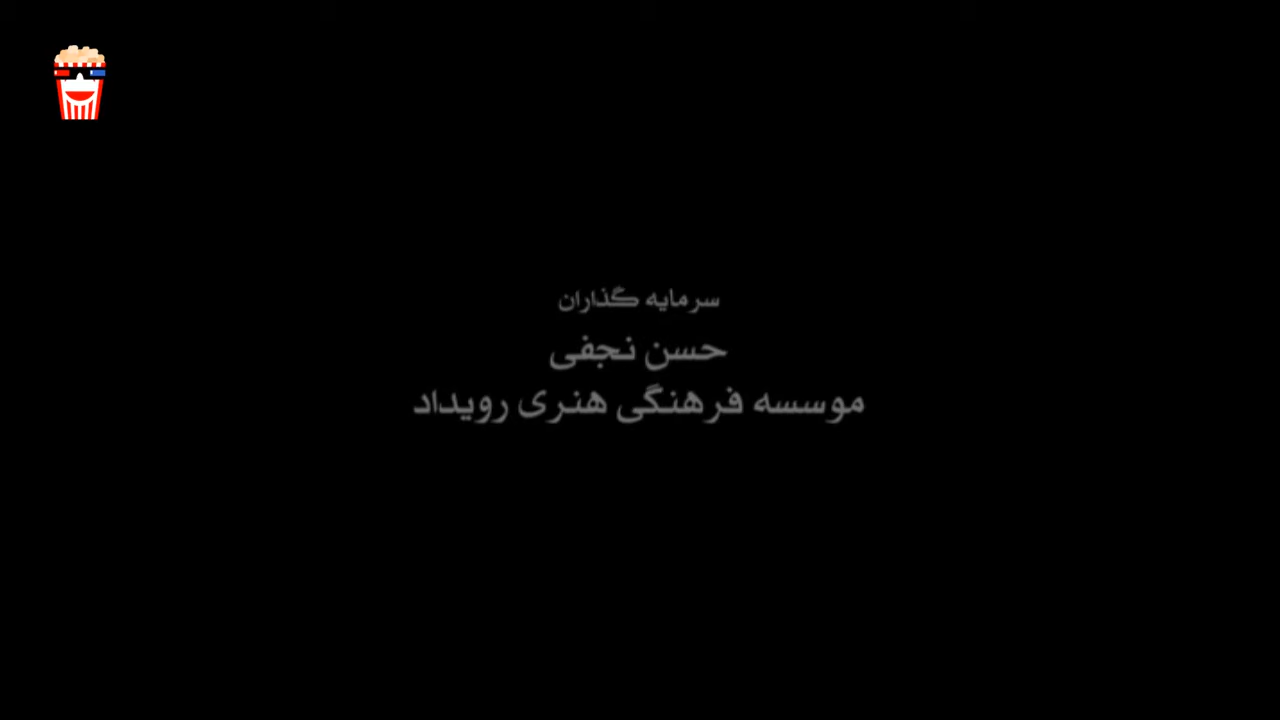 سرمایه گذاران
حسن نجفی
موسسه فرهنگی هنری رویداد